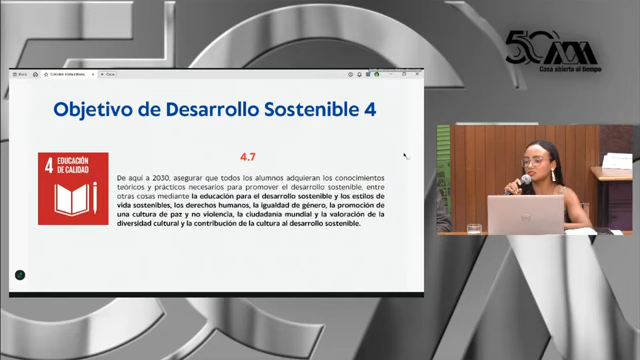 50
Casa abierta al tiempo
Objetivo de Desarrollo Sostenible 4
4 EDUCACIÓN
DE CALIDAD
4.7
De aquí a 2030, asegurar que todos los alumnos adquieran los conocimientos
teóricos y prácticos necesarios para promover el desarrollo sostenible, entre
otras cosas mediante la educación para el desarrollo sostenible y los estilos de
vida sostenibles, los derechos humanos, la igualdad de género, la promoción de
una cultura de paz y no violencia, la ciudadanía mundial y la valoración de la
diversidad cultural y la contribución de la cultura al desarrollo sostenible.